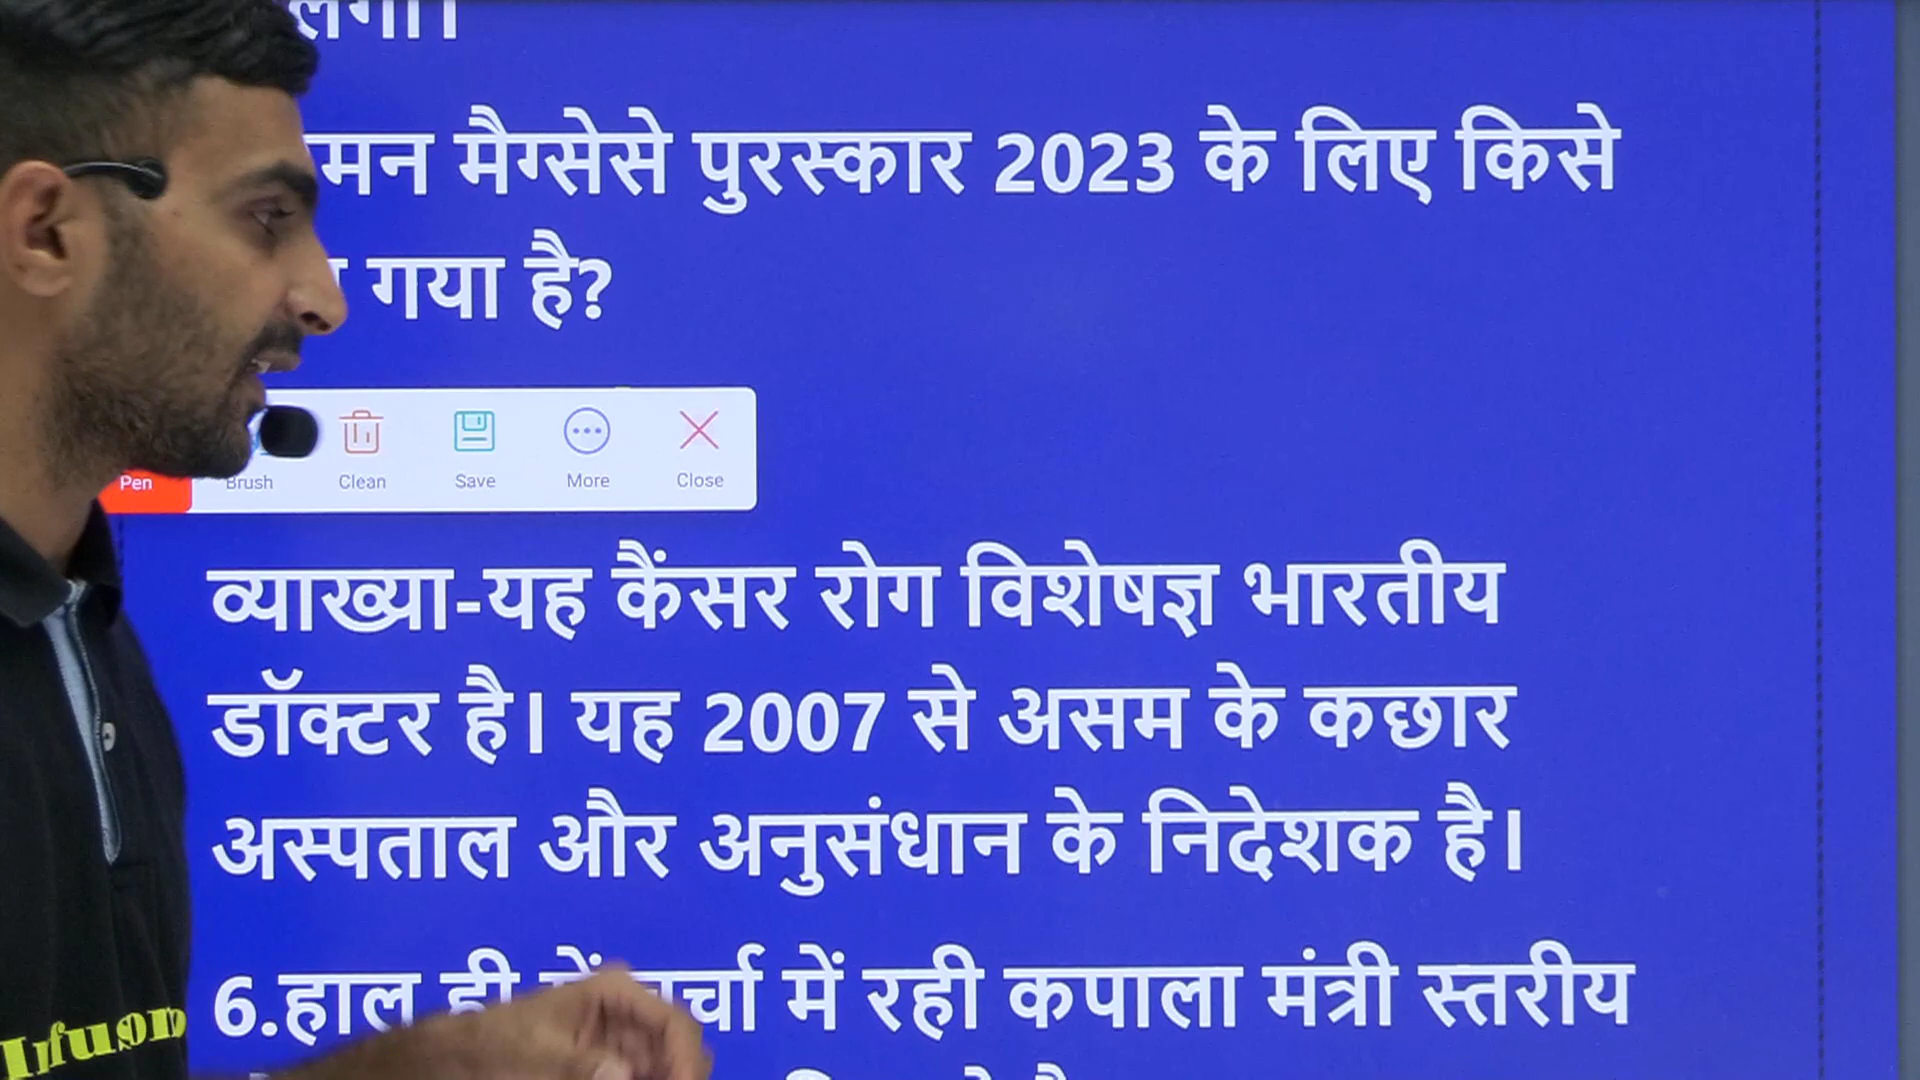 मैग्सेसे पुरस्कार 2023 के लिए किसे
गया है?
Pen Brush Clean Save More Close
व्याख्या-यह कैंसर रोग विशेषज्ञ भारतीय
डॉक्टर है। यह 2007 से असम के कछार
अस्पताल और अनुसंधान के निदेशक है।
6.हाल ही में चर्चा में रही कपाला मंत्री स्तरीय
Infusion